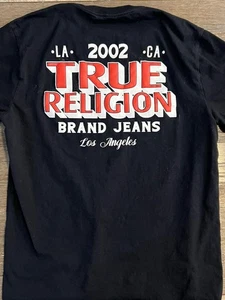 ·LA· 2002 ·CA·
TRUE
RELIGION
BRAND JEANS
Los Angeles